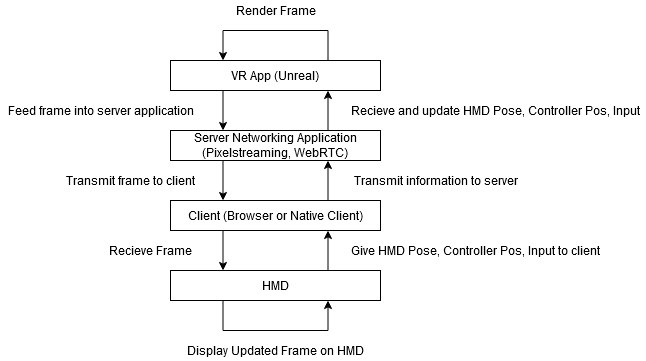 Render Frame
VR App (Unreal)
Feed frame into server application
Recieve and update HMD Pose, Controller Pos, Input
Server Networking Application
(Pixelstreaming, WebRTC)
Transmit frame to client
Transmit information to server
Client (Browser or Native Client)
Recieve Frame
Give HMD Pose, Controller Pos, Input to client
HMD
Display Updated Frame on HMD